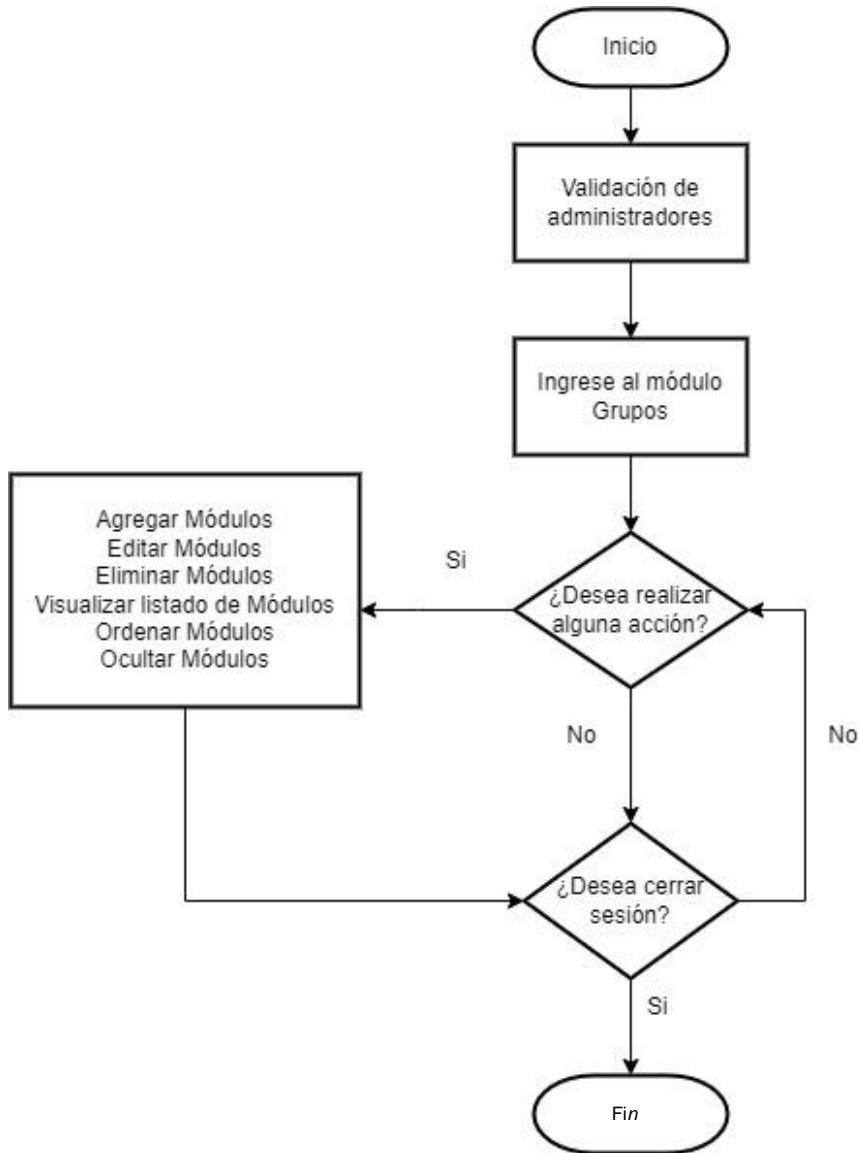 Inicio
Validación de
administradores
Ingrese al módulo
Grupos
Agregar Módulos
Editar Módulos
Eliminar Módulos
Visualizar listado de Módulos
Ordenar Módulos
Ocultar Módulos
Si
¿Desea realizar
alguna acción?
No
No
¿Desea cerrar
sesión?
Si
Fin